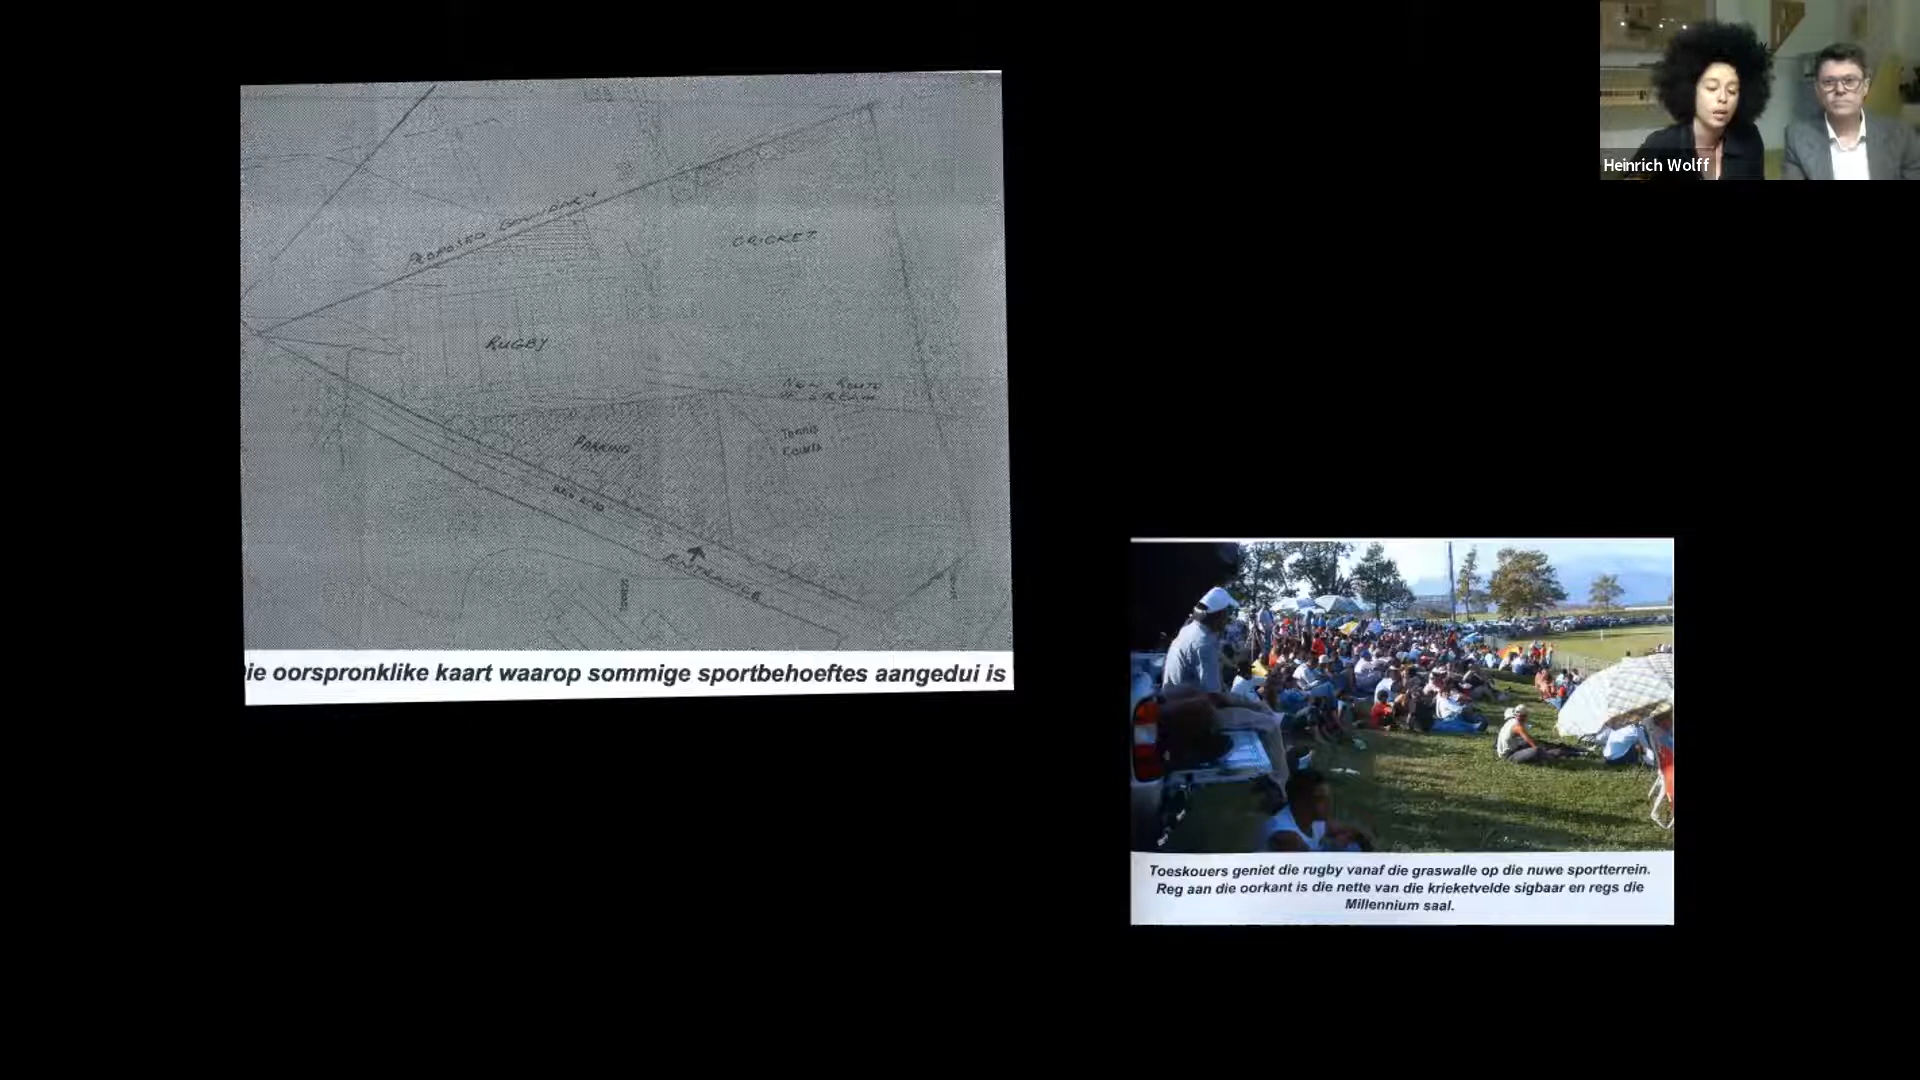 Heinrich Wolff
PROPOSED BOUNDARY
CRICKET
RUGBY
NEW ROUTE
OF STREAM
TENNIS
COURTS
PARKING
ENTRANCE
ie oorspronklike kaart waarop sommige sportbehoeftes aangedui is
Toeskouers geniet die rugby vanaf die graswalle op die nuwe sportterrein.
Reg aan die oorkant is die nette van die krieketvelde sigbaar en regs die
Millennium saal.